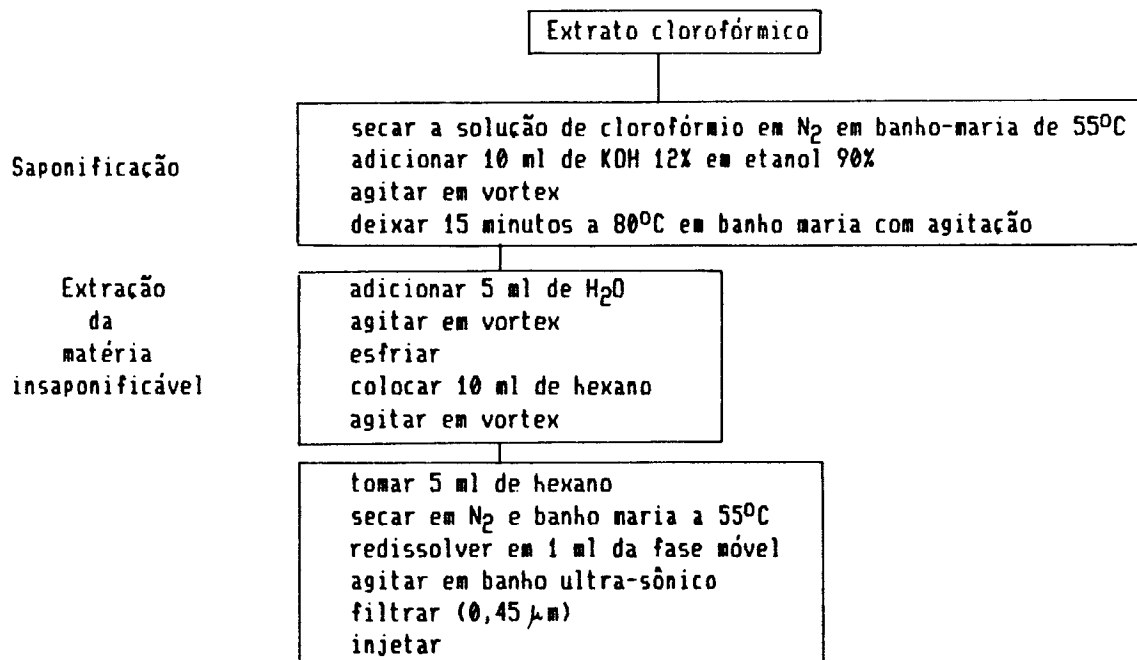 Extrato clorofórmico
Saponificação
secar a solução de clorofórmio em N2 em banho-maria de 55ºC
adicionar 10 ml de KOH 12% em etanol 90%
agitar em vortex
deixar 15 minutos a 80ºC em banho maria com agitação
Extração
da
matéria
insaponificável
adicionar 5 ml de H2O
agitar em vortex
esfriar
colocar 10 ml de hexano
agitar em vortex
tomar 5 ml de hexano
secar em N2 e banho maria a 55ºC
redissolver em 1 ml da fase móvel
agitar em banho ultra-sônico
filtrar (0,45 μm)
injetar